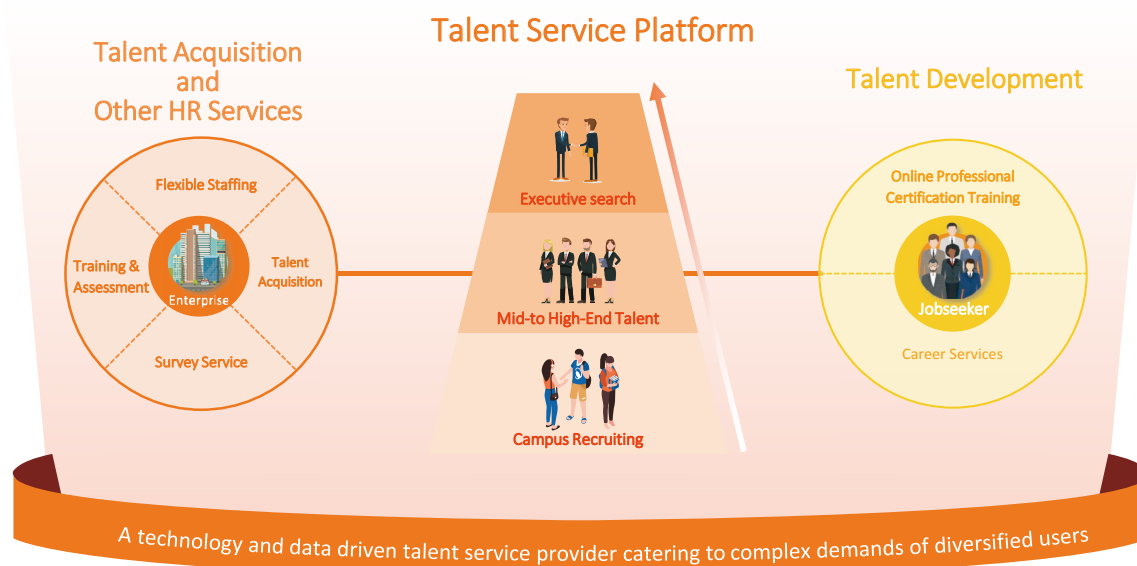 Talent Service Platform
Talent Acquisition
and
Other HR Services
Flexible Staffing
Training &
Assessment
Enterprise
Talent
Acquisition
Survey Service
Executive search
Mid-to High-End Talent
Campus Recruiting
Talent Development
Online Professional
Certification Training
Jobseeker
Career Services
A technology and data driven talent service provider catering to complex demands of diversified users